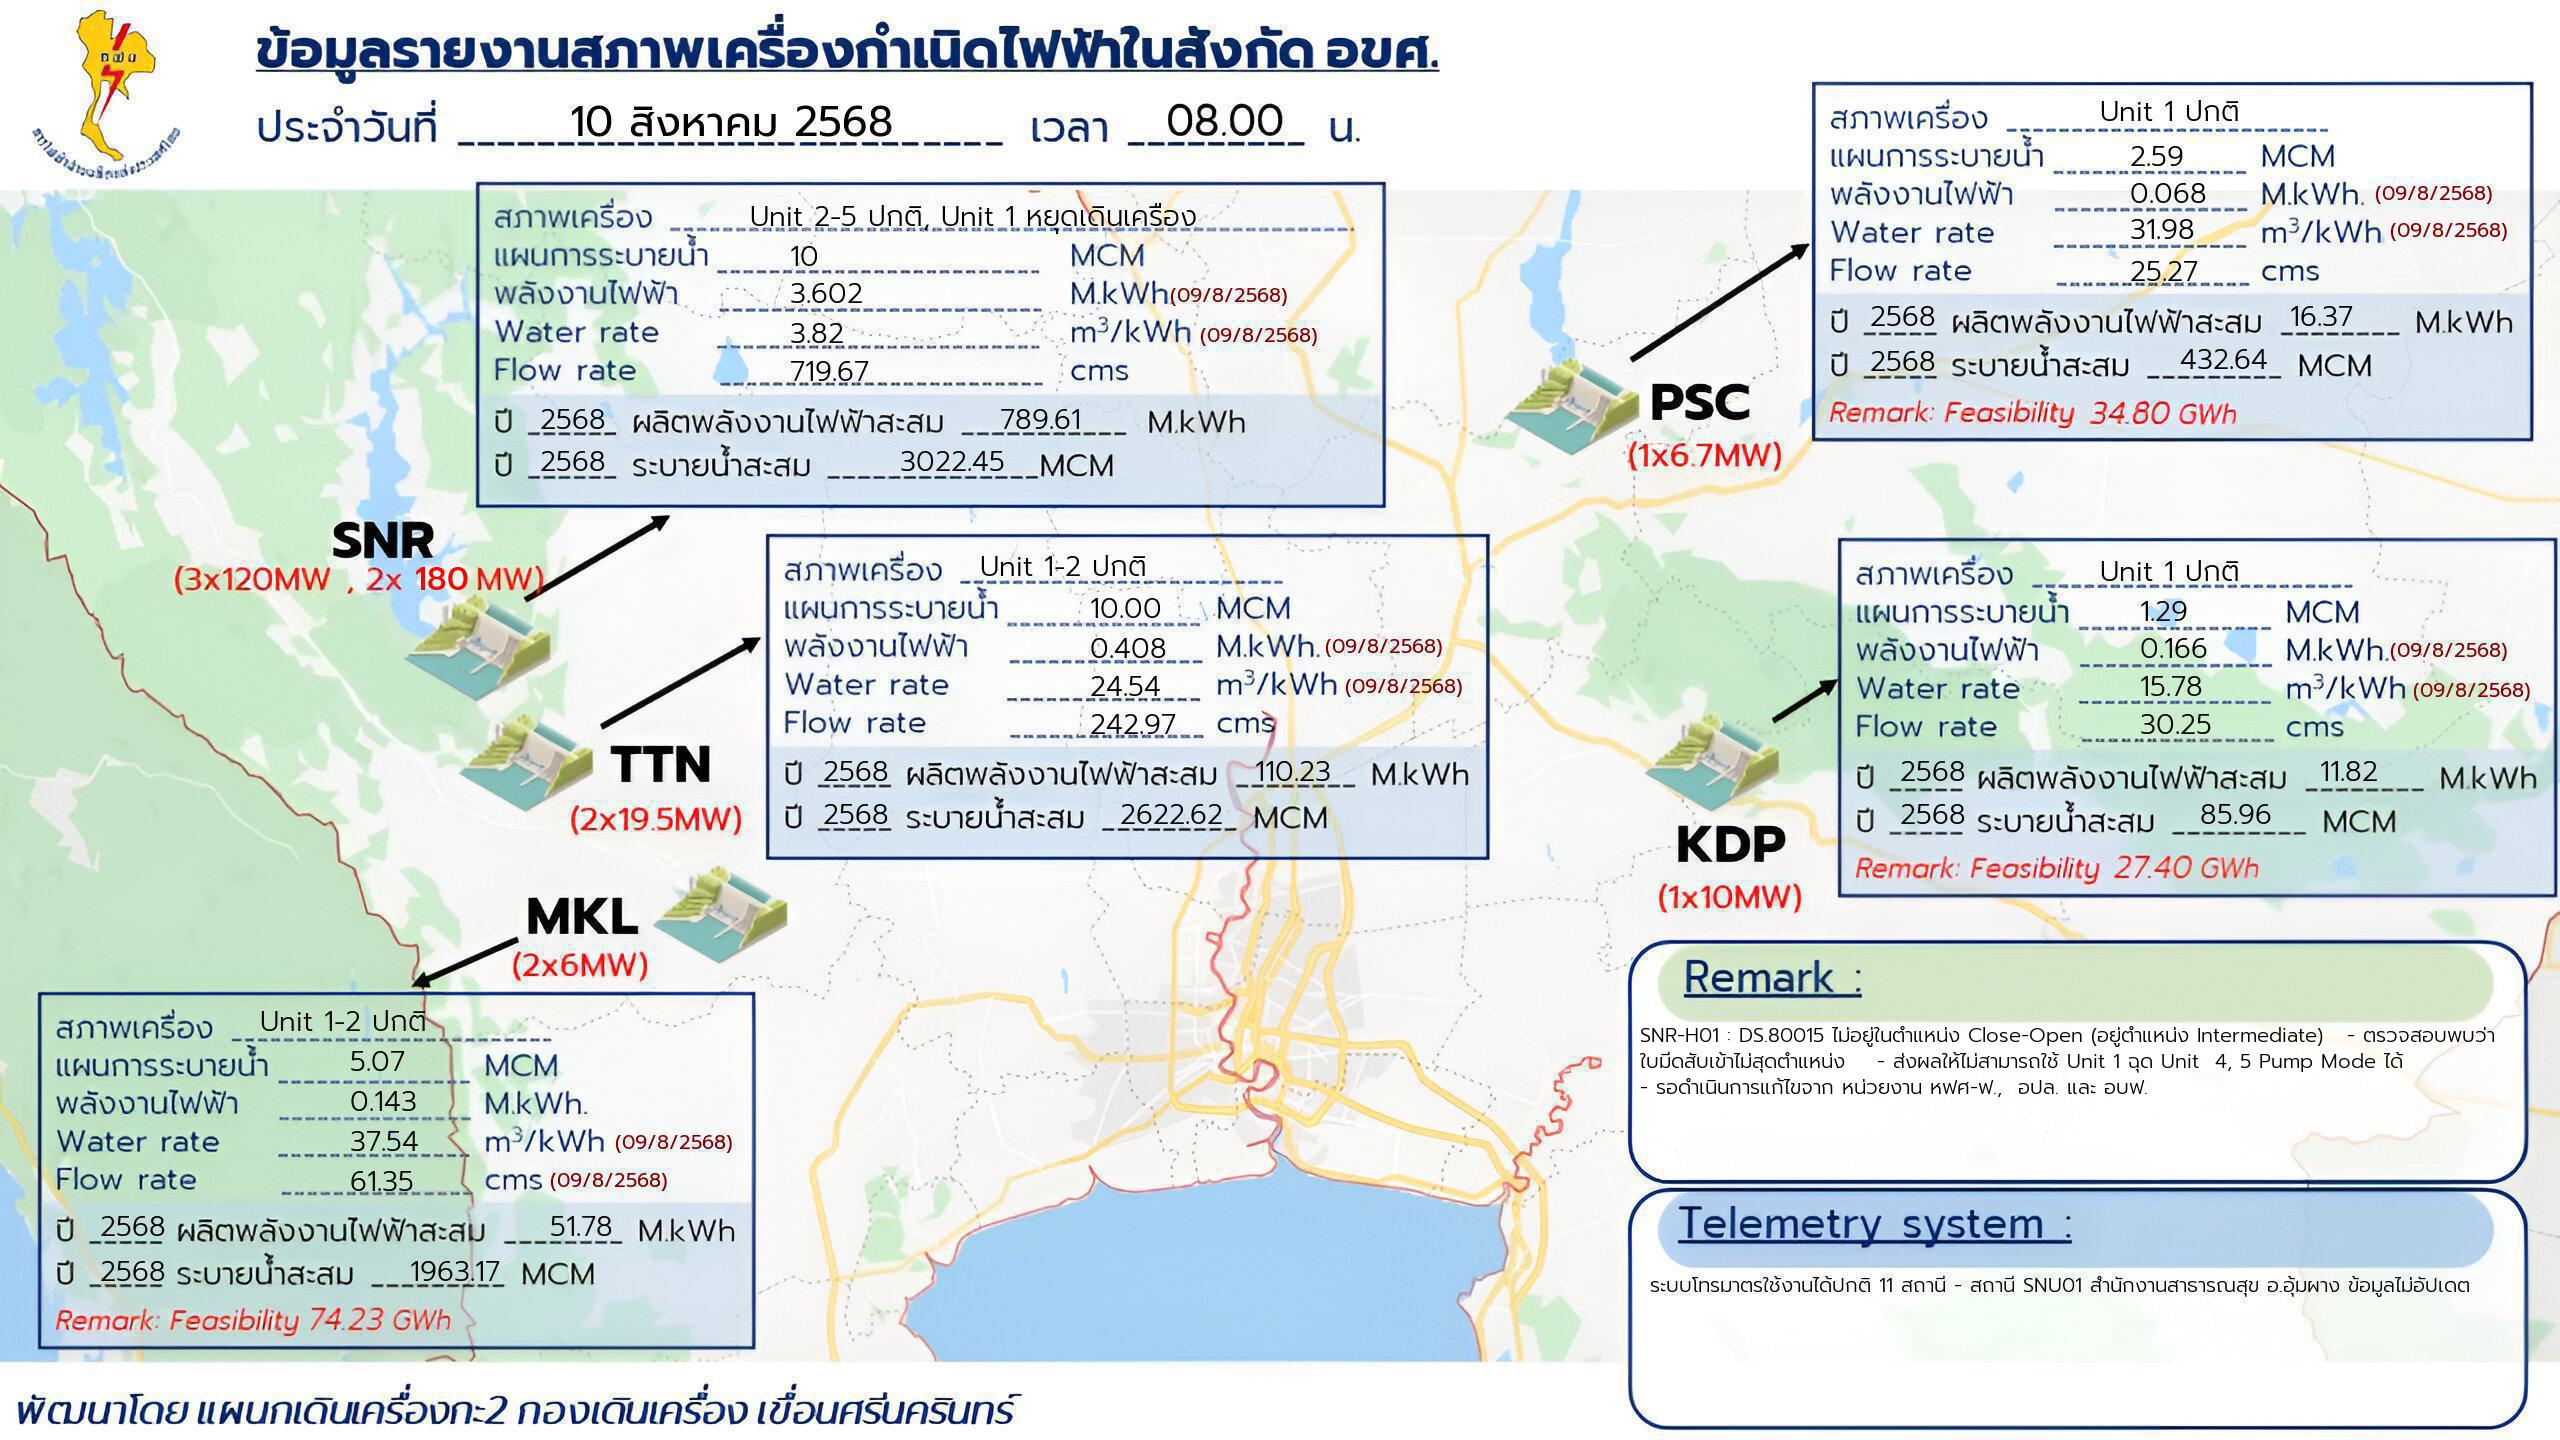 กฟผ
การไฟฟ้าฝ่ายผลิตแห่งประเทศไทย
ข้อมูลรายงานสภาพเครื่องกำเนิดไฟฟ้าในสังกัด อขศ.
ประจำวันที่ 10 สิงหาคม 2568 เวลา 08.00 น.
สภาพเครื่อง Unit 2-5 ปกติ, Unit 1 หยุดเดินเครือง
แผนการระบายน้ำ 10 MCM
พลังงานไฟฟ้า 3.602 M.kWh(09/8/2568)
Water rate 3.82 m³/kWh (09/8/2568)
Flow rate 719.67 cms
ปี 2568 ผลิตพลังงานไฟฟ้าสะสม 789.61 M.kWh
ปี 2568 ระบายน้ำสะสม 3022.45 MCM
SNR
(3x120MW , 2x 180 MW)
สภาพเครื่อง Unit 1 ปกติ
แผนการระบายน้ำ 2.59 MCM
พลังงานไฟฟ้า 0.068 M.kWh. (09/8/2568)
Water rate 31.98 m³/kWh (09/8/2568)
Flow rate 25.27 cms
ปี 2568 ผลิตพลังงานไฟฟ้าสะสม 16.37 M.kWh
ปี 2568 ระบายน้ำสะสม 432.64 MCM
Remark: Feasibility 34.80 GWh
PSC
(1x6.7MW)
สภาพเครื่อง Unit 1-2 ปกติ
แผนการระบายน้ำ 10.00 MCM
พลังงานไฟฟ้า 0.408 M.kWh. (09/8/2568)
Water rate 24.54 m³/kWh (09/8/2568)
Flow rate 242.97 cms
ปี 2568 ผลิตพลังงานไฟฟ้าสะสม 110.23 M.kWh
ปี 2568 ระบายน้ำสะสม 2622.62 MCM
TTN
(2x19.5MW)
สภาพเครื่อง Unit 1 ปกติ
แผนการระบายน้ำ 1.29 MCM
พลังงานไฟฟ้า 0.166 M.kWh.(09/8/2568)
Water rate 15.78 m³/kWh (09/8/2568)
Flow rate 30.25 cms
ปี 2568 ผลิตพลังงานไฟฟ้าสะสม 11.82 M.kWh
ปี 2568 ระบายน้ำสะสม 85.96 MCM
Remark: Feasibility 27.40 GWh
KDP
(1x10MW)
MKL
(2x6MW)
สภาพเครื่อง Unit 1-2 ปกติ
แผนการระบายน้ำ 5.07 MCM
พลังงานไฟฟ้า 0.143 M.kWh.
Water rate 37.54 m³/kWh (09/8/2568)
Flow rate 61.35 cms (09/8/2568)
ปี 2568 ผลิตพลังงานไฟฟ้าสะสม 51.78 M.kWh
ปี 2568 ระบายน้ำสะสม 1963.17 MCM
Remark: Feasibility 74.23 GWh
Remark :
SNR-H01 : DS.80015 ไม่อยู่ในตำแหน่ง Close-Open (อยู่ตำแหน่ง Intermediate) - ตรวจสอบพบว่า
ใบมีดสับเข้าไม่สุดตำแหน่ง - ส่งผลให้ไม่สามารถใช้ Unit 1 ฉุด Unit 4, 5 Pump Mode ได้
- รอดำเนินการแก้ไขจาก หน่วยงาน หฟศ-ฟ., อปล. และ อบฟ.
Telemetry system :
ระบบโทรมาตรใช้งานได้ปกติ 11 สถานี - สถานี SNU01 สำนักงานสาธารณสุข อ.อุ้มผาง ข้อมูลไม่อัปเดต
พัฒนาโดย แผนกเดินเครื่องกะ2 กองเดินเครื่อง เขื่อนศรีนครินทร์